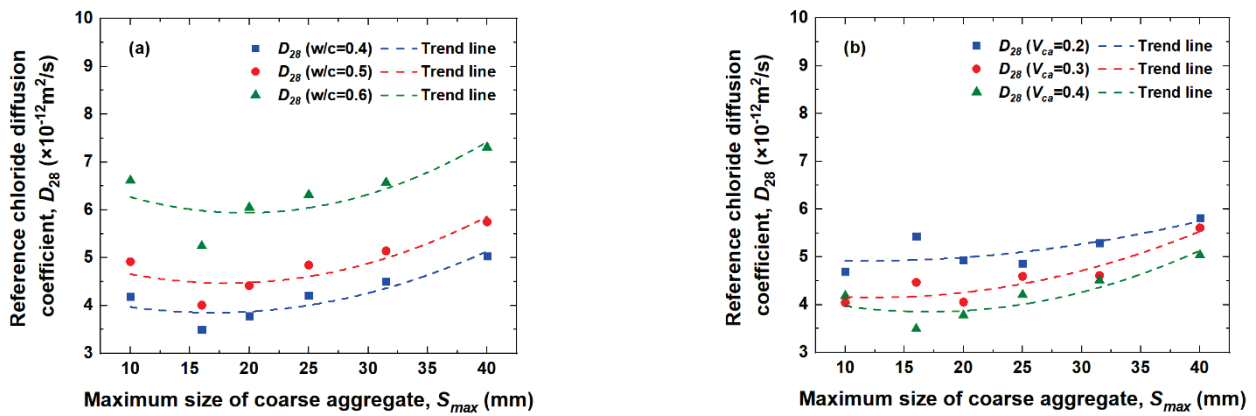 Reference chloride diffusion
coefficient, D28 (×10-12m2/s)
10
9
8
7
6
5
4
3
(a)
D28 (w/c=0.4) Trend line
D28 (w/c=0.5) Trend line
D28 (w/c=0.6) Trend line
10 15 20 25 30 35 40
Maximum size of coarse aggregate, Smax (mm)
Reference chloride diffusion
coefficient, D28 (×10-12m2/s)
10
9
8
7
6
5
4
3
(b)
D28 (Vca=0.2) Trend line
D28 (Vca=0.3) Trend line
D28 (Vca=0.4) Trend line
10 15 20 25 30 35 40
Maximum size of coarse aggregate, Smax (mm)